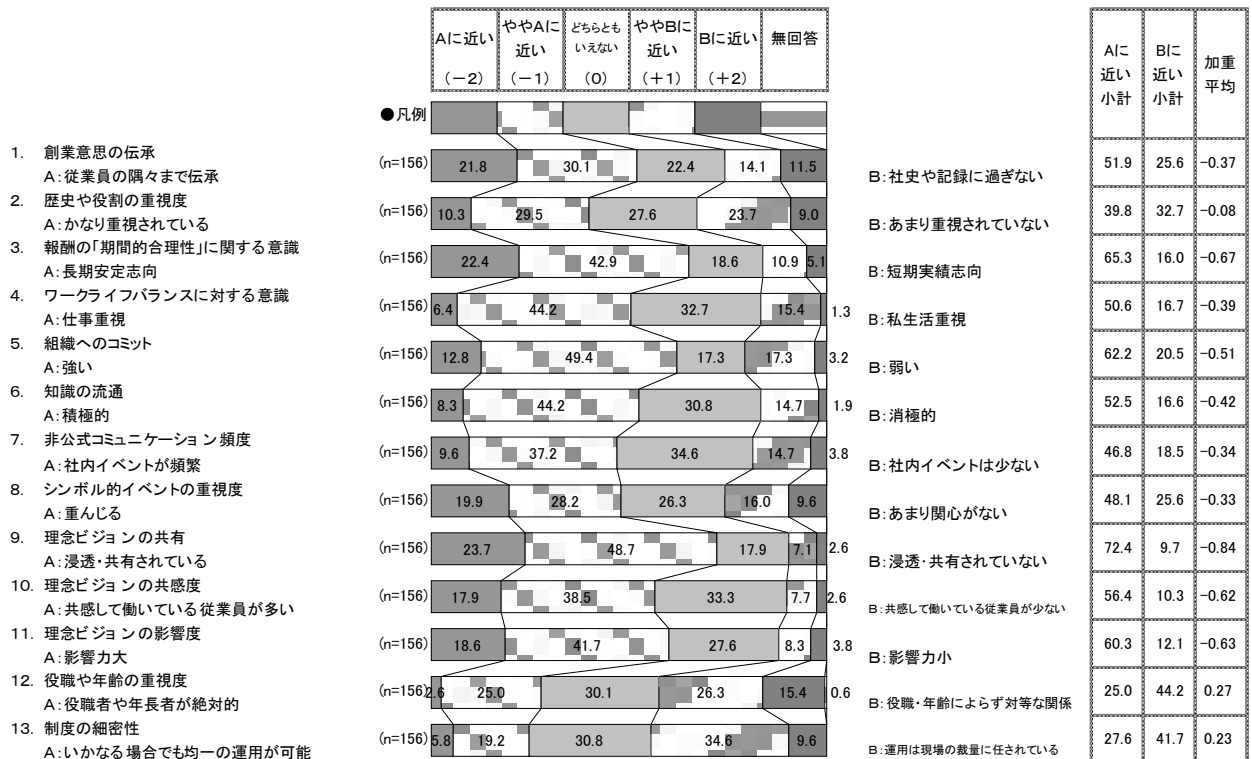 Aに近い ややAに近い どちらともいえない ややBに近い Bに近い 無回答 Aに近い小計 Bに近い小計 加重平均
(－2) (－1) (0) (＋1) (＋2)
●凡例
1. 創業意思の伝承
(n=156) 21.8 30.1 22.4 14.1 11.5 51.9 25.6 -0.37
A：従業員の隅々まで伝承 B：社史や記録に過ぎない
2. 歴史や役割の重視度
(n=156) 10.3 29.5 27.6 23.7 9.0 39.8 32.7 -0.08
A：かなり重視されている B：あまり重視されていない
3. 報酬の「期間的合理性」に関する意識
(n=156) 22.4 42.9 18.6 10.9 5.1 65.3 16.0 -0.67
A：長期安定志向 B：短期実績志向
4. ワークライフバランスに対する意識
(n=156) 6.4 44.2 32.7 15.4 1.3 50.6 16.7 -0.39
A：仕事重視 B：私生活重視
5. 組織へのコミット
(n=156) 12.8 49.4 17.3 17.3 3.2 62.2 20.5 -0.51
A：強い B：弱い
6. 知識の流通
(n=156) 8.3 44.2 30.8 14.7 1.9 52.5 16.6 -0.42
A：積極的 B：消極的
7. 非公式コミュニケーション頻度
(n=156) 9.6 37.2 34.6 14.7 3.8 46.8 18.5 -0.34
A：社内イベントが頻繁 B：社内イベントは少ない
8. シンボル的イベントの重視度
(n=156) 19.9 28.2 26.3 16.0 9.6 48.1 25.6 -0.33
A：重んじる B：あまり関心がない
9. 理念ビジョンの共有
(n=156) 23.7 48.7 17.9 7.1 2.6 72.4 9.7 -0.84
A：浸透・共有されている B：浸透・共有されていない
10. 理念ビジョンの共感度
(n=156) 17.9 38.5 33.3 7.7 2.6 56.4 10.3 -0.62
A：共感して働いている従業員が多い B：共感して働いている従業員が少ない
11. 理念ビジョンの影響度
(n=156) 18.6 41.7 27.6 8.3 3.8 60.3 12.1 -0.63
A：影響力大 B：影響力小
12. 役職や年齢の重視度
(n=156) 2.6 25.0 30.1 26.3 15.4 0.6 25.0 44.2 0.27
A：役職者や年長者が絶対的 B：役職・年齢によらず対等な関係
13. 制度の細密性
(n=156) 5.8 19.2 30.8 34.6 9.6 27.6 41.7 0.23
A：いかなる場合でも均一の運用が可能 B：運用は現場の裁量に任されている